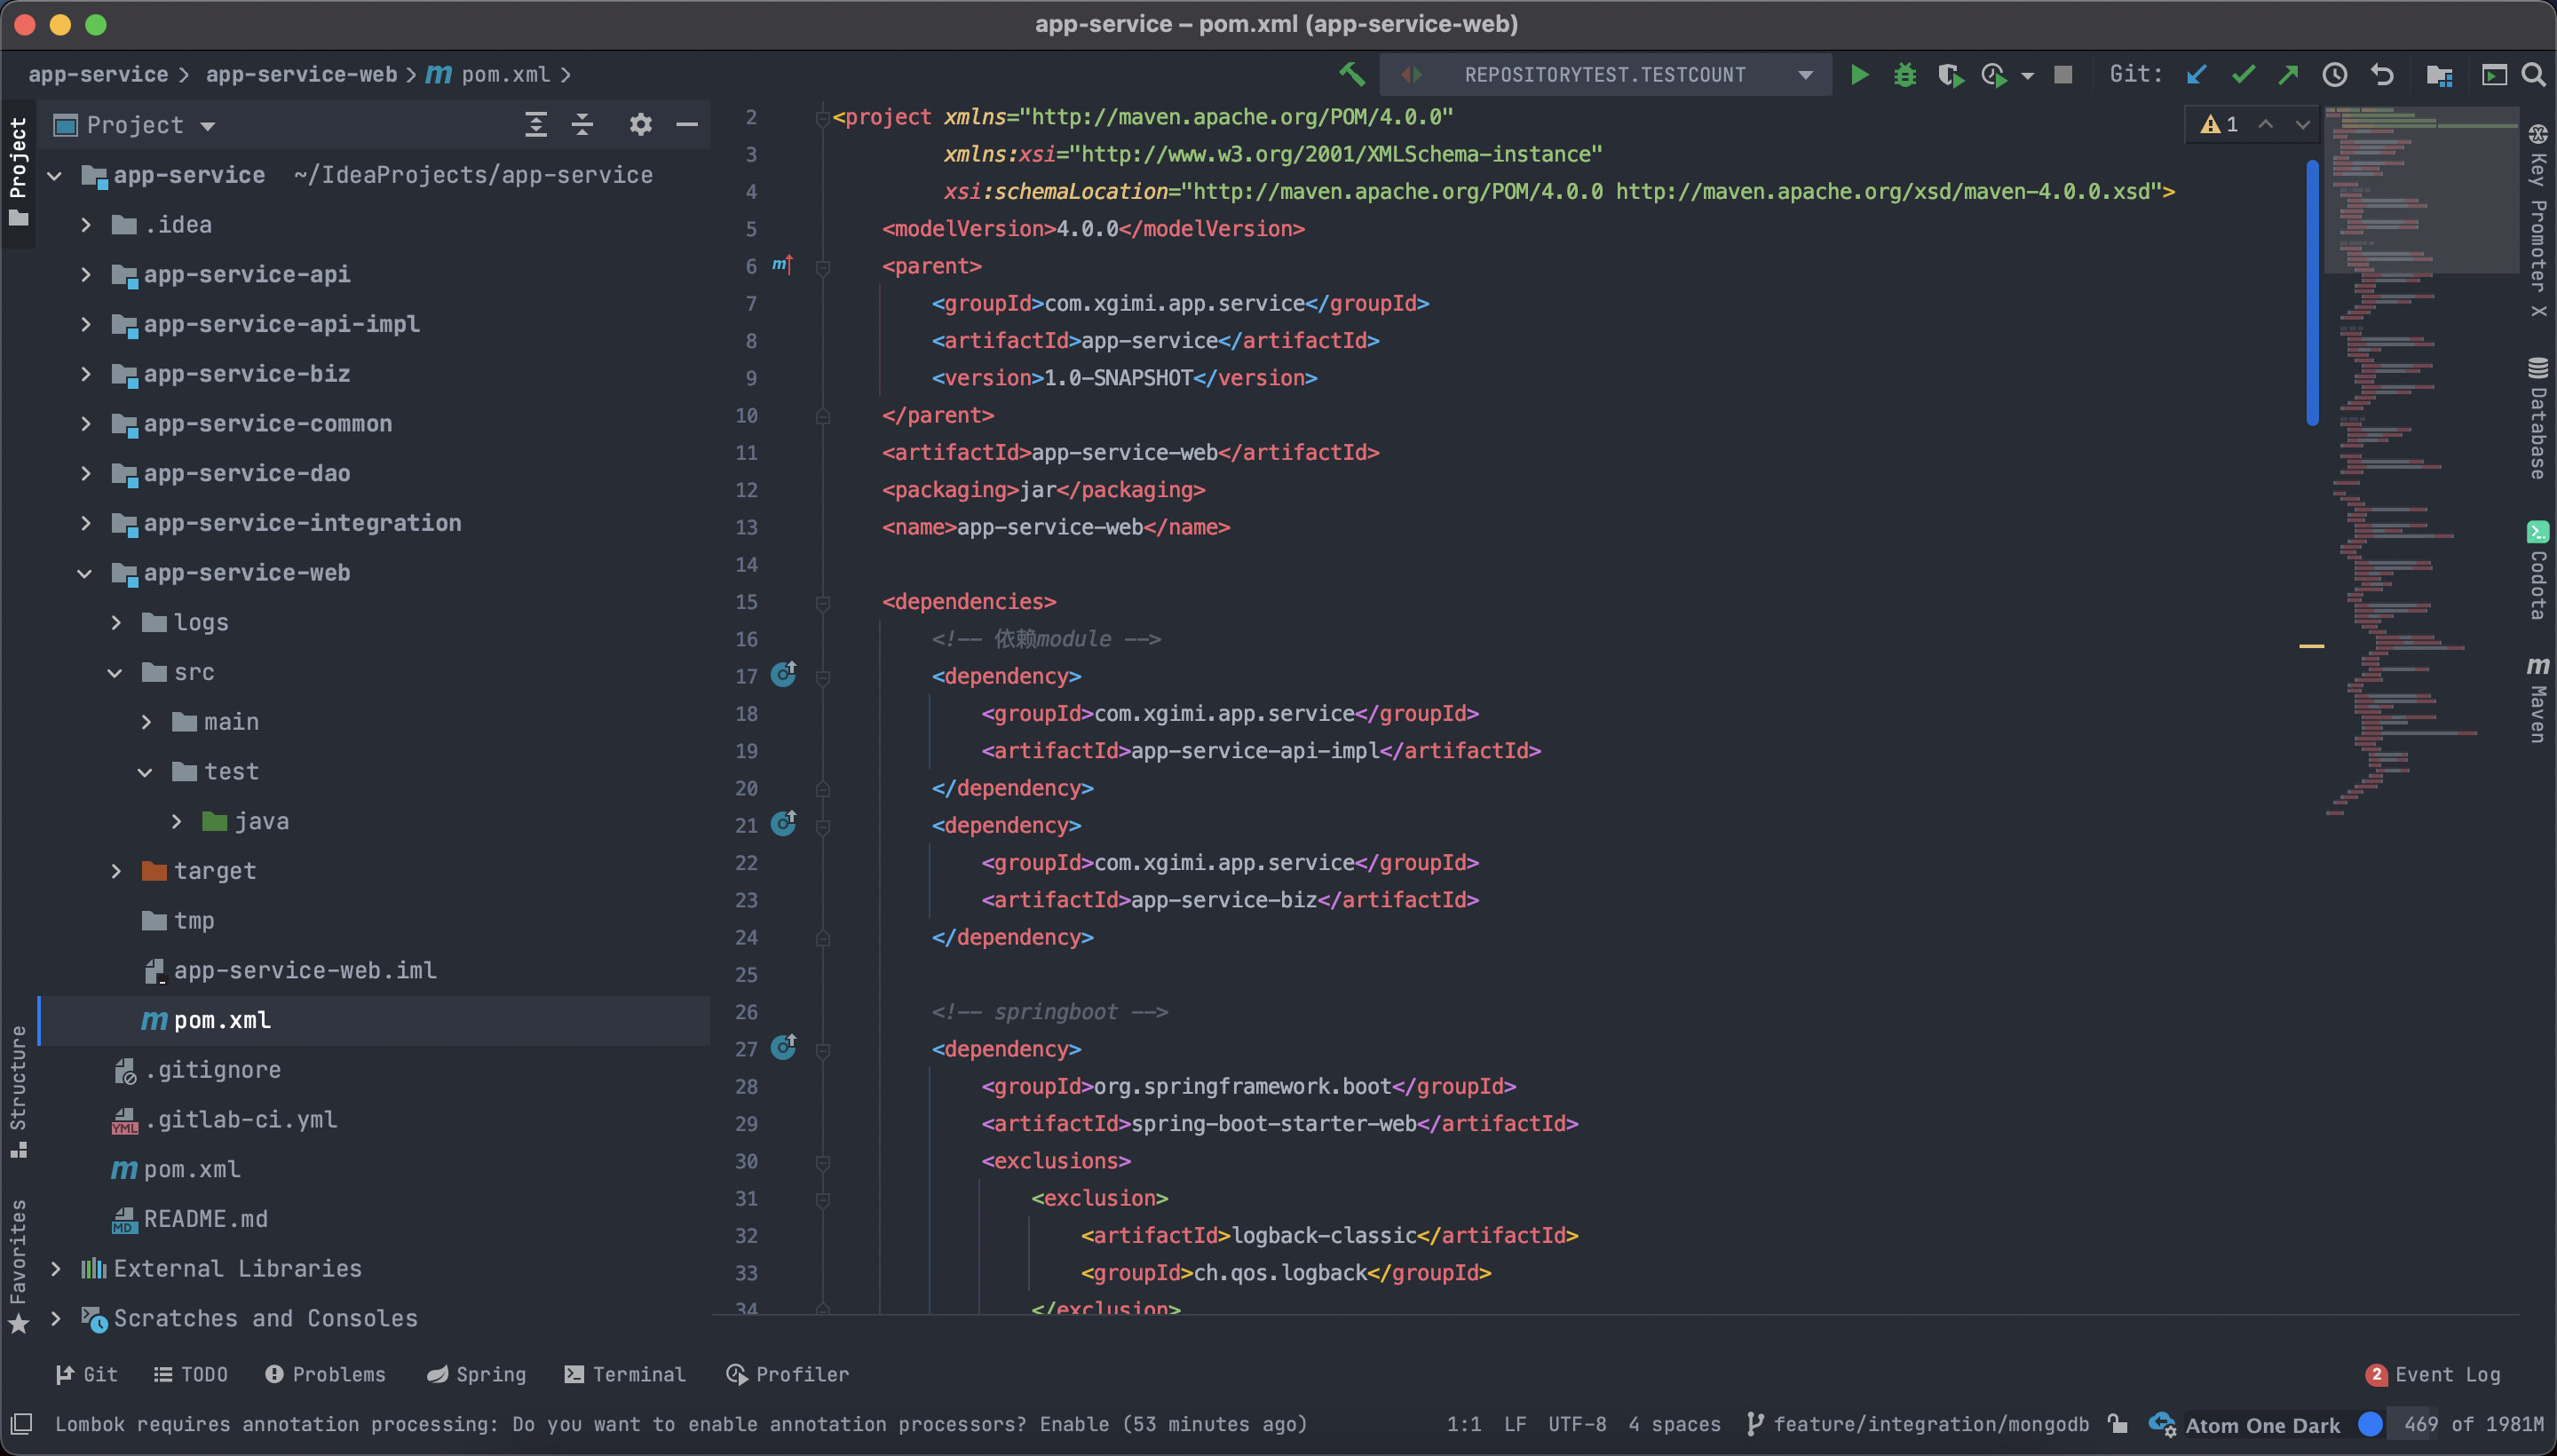 app-service – pom.xml (app-service-web)
app-service
app-service-web
m pom.xml
REPOSITORYTEST.TESTCOUNT
Git:
Project
Project
app-service ~/IdeaProjects/app-service
.idea
app-service-api
app-service-api-impl
app-service-biz
app-service-common
app-service-dao
app-service-integration
app-service-web
logs
src
main
test
java
target
tmp
app-service-web.iml
m pom.xml
.gitignore
YML .gitlab-ci.yml
m pom.xml
MD README.md
External Libraries
Scratches and Consoles
Structure
Favorites
2 <project xmlns="http://maven.apache.org/POM/4.0.0"
3 xmlns:xsi="http://www.w3.org/2001/XMLSchema-instance"
4 xsi:schemaLocation="http://maven.apache.org/POM/4.0.0 http://maven.apache.org/xsd/maven-4.0.0.xsd">
5 <modelVersion>4.0.0</modelVersion>
6 m <parent>
7 <groupId>com.xgimi.app.service</groupId>
8 <artifactId>app-service</artifactId>
9 <version>1.0-SNAPSHOT</version>
10 </parent>
11 <artifactId>app-service-web</artifactId>
12 <packaging>jar</packaging>
13 <name>app-service-web</name>
14
15 <dependencies>
16 <!-- 依赖module -->
17 <dependency>
18 <groupId>com.xgimi.app.service</groupId>
19 <artifactId>app-service-api-impl</artifactId>
20 </dependency>
21 <dependency>
22 <groupId>com.xgimi.app.service</groupId>
23 <artifactId>app-service-biz</artifactId>
24 </dependency>
25
26 <!-- springboot -->
27 <dependency>
28 <groupId>org.springframework.boot</groupId>
29 <artifactId>spring-boot-starter-web</artifactId>
30 <exclusions>
31 <exclusion>
32 <artifactId>logback-classic</artifactId>
33 <groupId>ch.qos.logback</groupId>
34 </exclusion>
1
Key Promoter X
Database
Codota
m Maven
Git
TODO
Problems
Spring
Terminal
Profiler
2 Event Log
Lombok requires annotation processing: Do you want to enable annotation processors? Enable (53 minutes ago)
1:1 LF UTF-8 4 spaces feature/integration/mongodb Atom One Dark 469 of 1981M